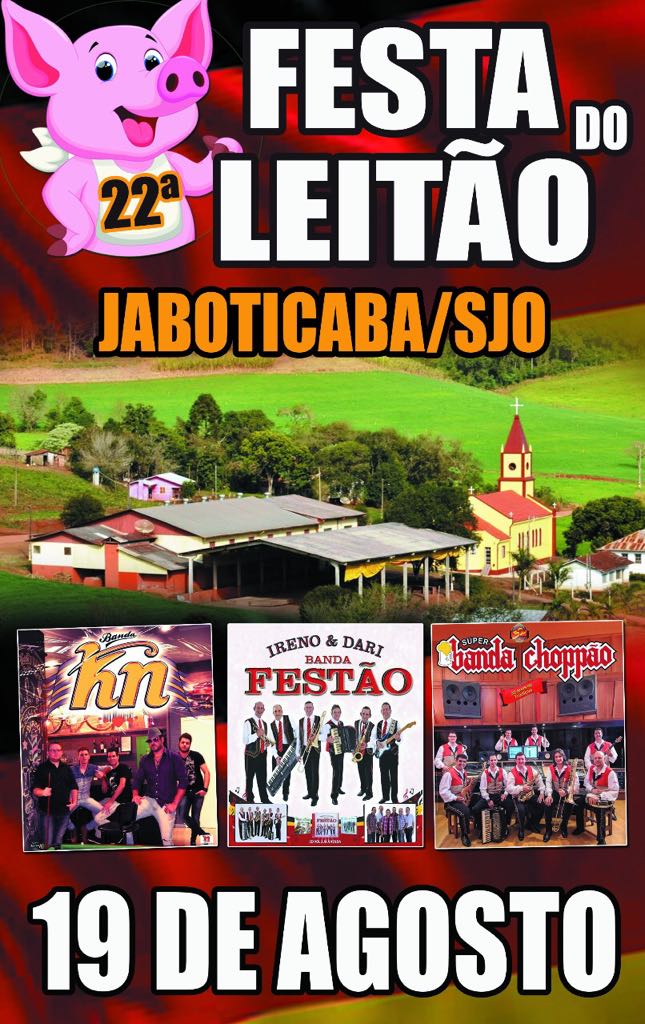 22ª
FESTA
DO
LEITÃO
JABOTICABA/SJO
Banda
kn
IRENO & DARI
BANDA
FESTÃO
SUPER
banda choppão
19 DE AGOSTO